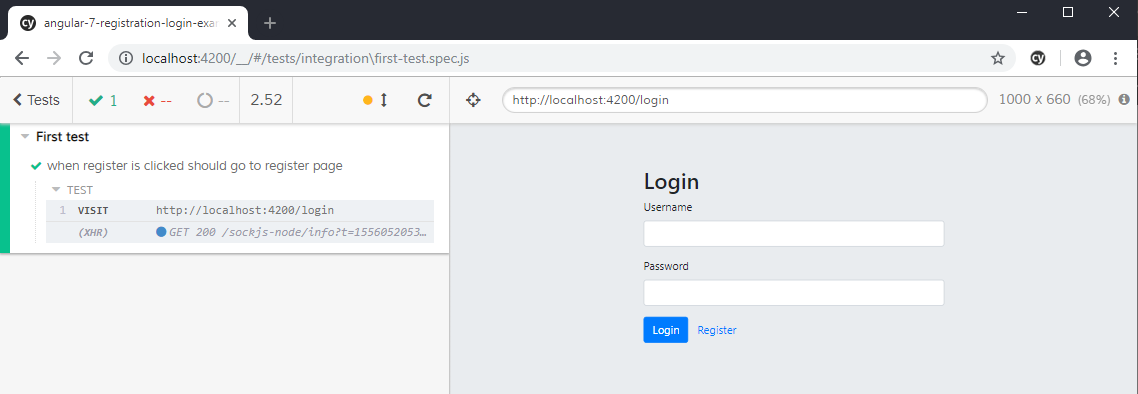 cy angular-7-registration-login-exa
localhost:4200/__/#/tests/integration\first-test.spec.js
cy
Tests 1 -- -- 2.52
http://localhost:4200/login
1000 x 660 (68%)
First test
when register is clicked should go to register page
TEST
1 VISIT http://localhost:4200/login
(XHR) GET 200 /sockjs-node/info?t=1556052053…
Login
Username
Password
Login Register